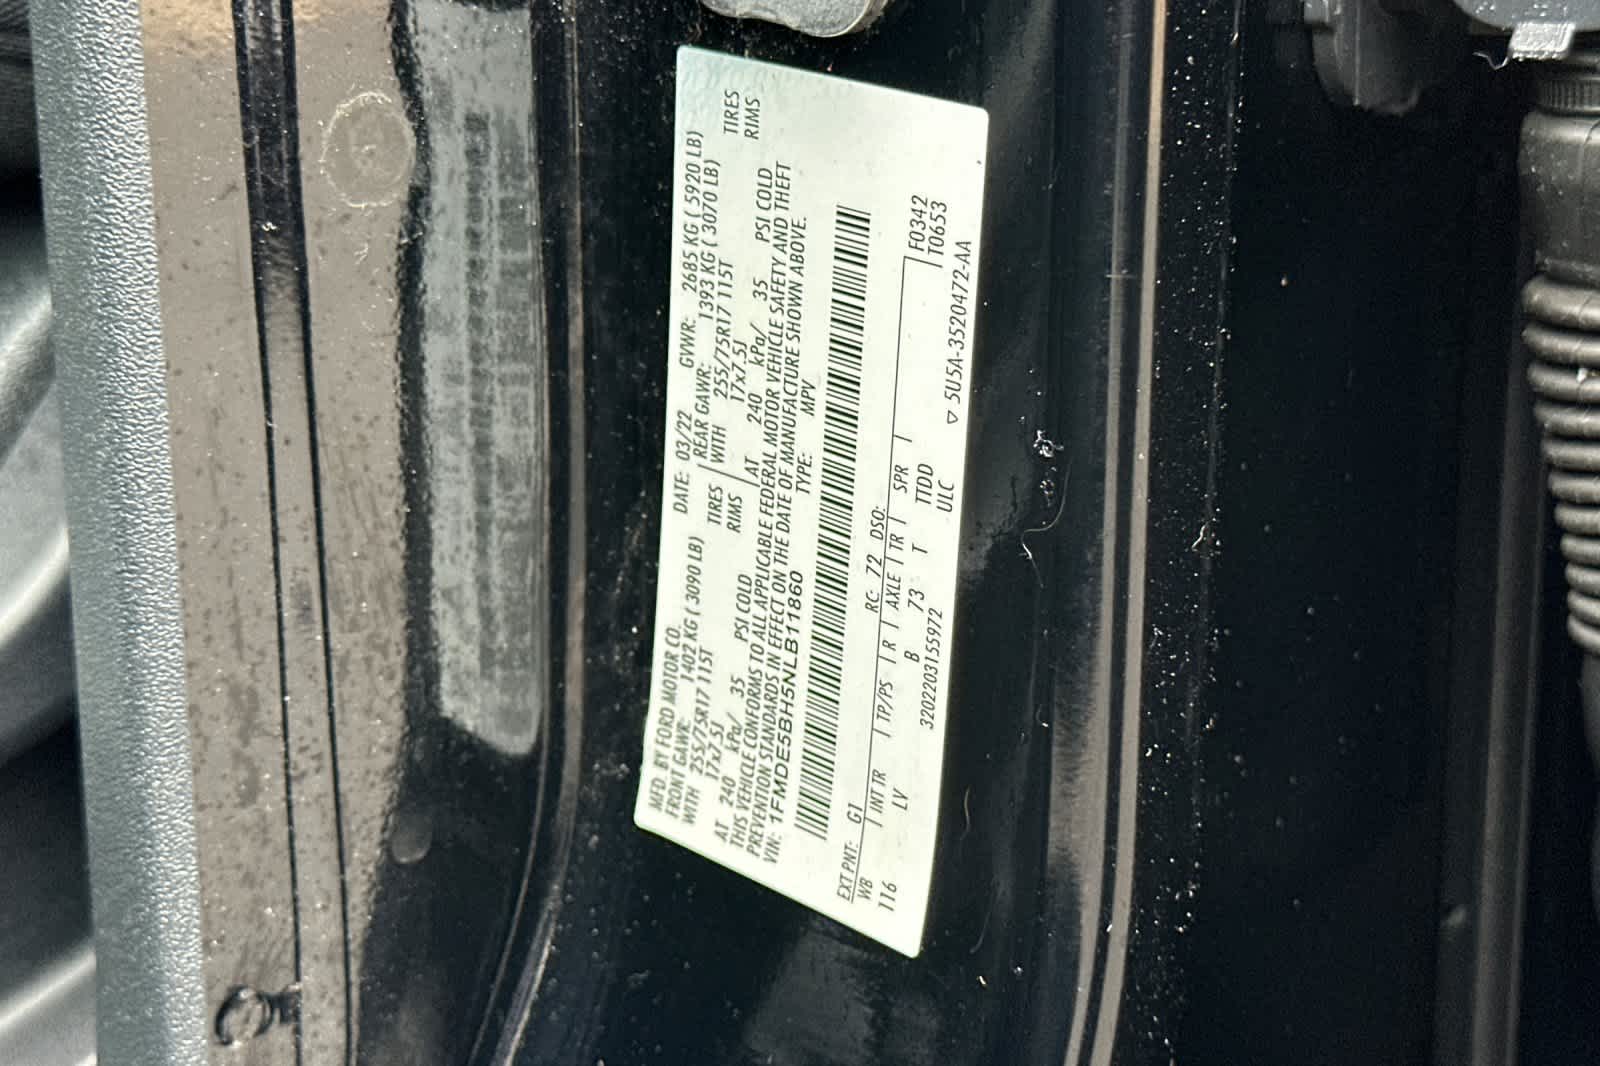 MFD. BY FORD MOTOR CO. DATE: 03/22 GVWR: 2685 KG ( 5920 LB)
FRONT GAWR: 1402 KG ( 3090 LB) REAR GAWR: 1393 KG ( 3070 LB)
WITH 255/75R17 115T TIRES WITH 255/75R17 115T TIRES
17x7.5J RIMS 17x7.5J RIMS
AT 240 kPa/ 35 PSI COLD AT 240 kPa/ 35 PSI COLD
THIS VEHICLE CONFORMS TO ALL APPLICABLE FEDERAL MOTOR VEHICLE SAFETY AND THEFT
PREVENTION STANDARDS IN EFFECT ON THE DATE OF MANUFACTURE SHOWN ABOVE.
VIN: 1FMDE5BH5NLB11860 TYPE: MPV
EXT PNT: G1 RC: 72 DSO: F0342
WB INT TR TP/PS R AXLE TR SPR T0653
116 LV B 73 T TTDD
3202203155972 ULC ▽ 5U5A-3520472-AA